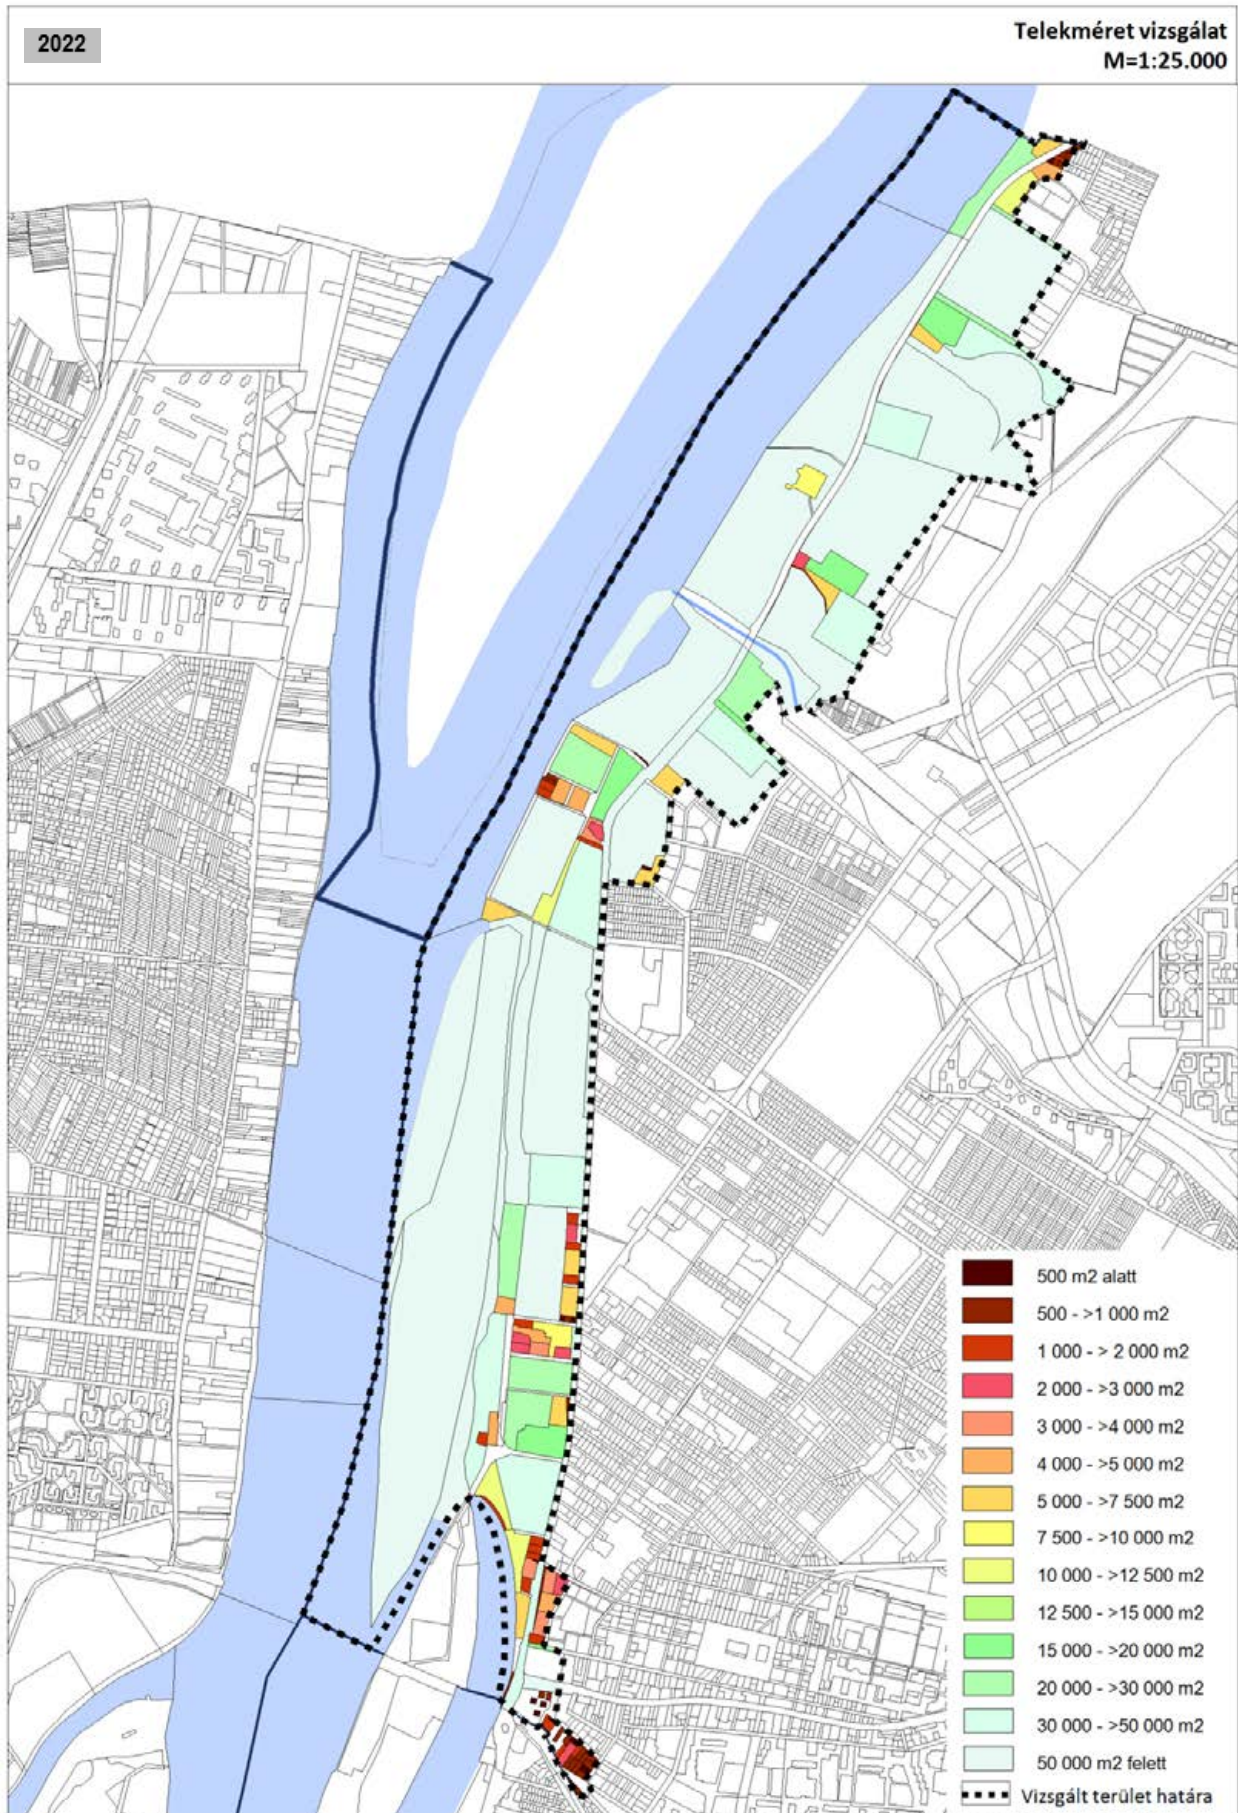 2022
Telekméret vizsgálat
M=1:25.000
500 m2 alatt
500 - >1 000 m2
1 000 - > 2 000 m2
2 000 - >3 000 m2
3 000 - >4 000 m2
4 000 - >5 000 m2
5 000 - >7 500 m2
7 500 - >10 000 m2
10 000 - >12 500 m2
12 500 - >15 000 m2
15 000 - >20 000 m2
20 000 - >30 000 m2
30 000 - >50 000 m2
50 000 m2 felett
Vizsgált terület határa